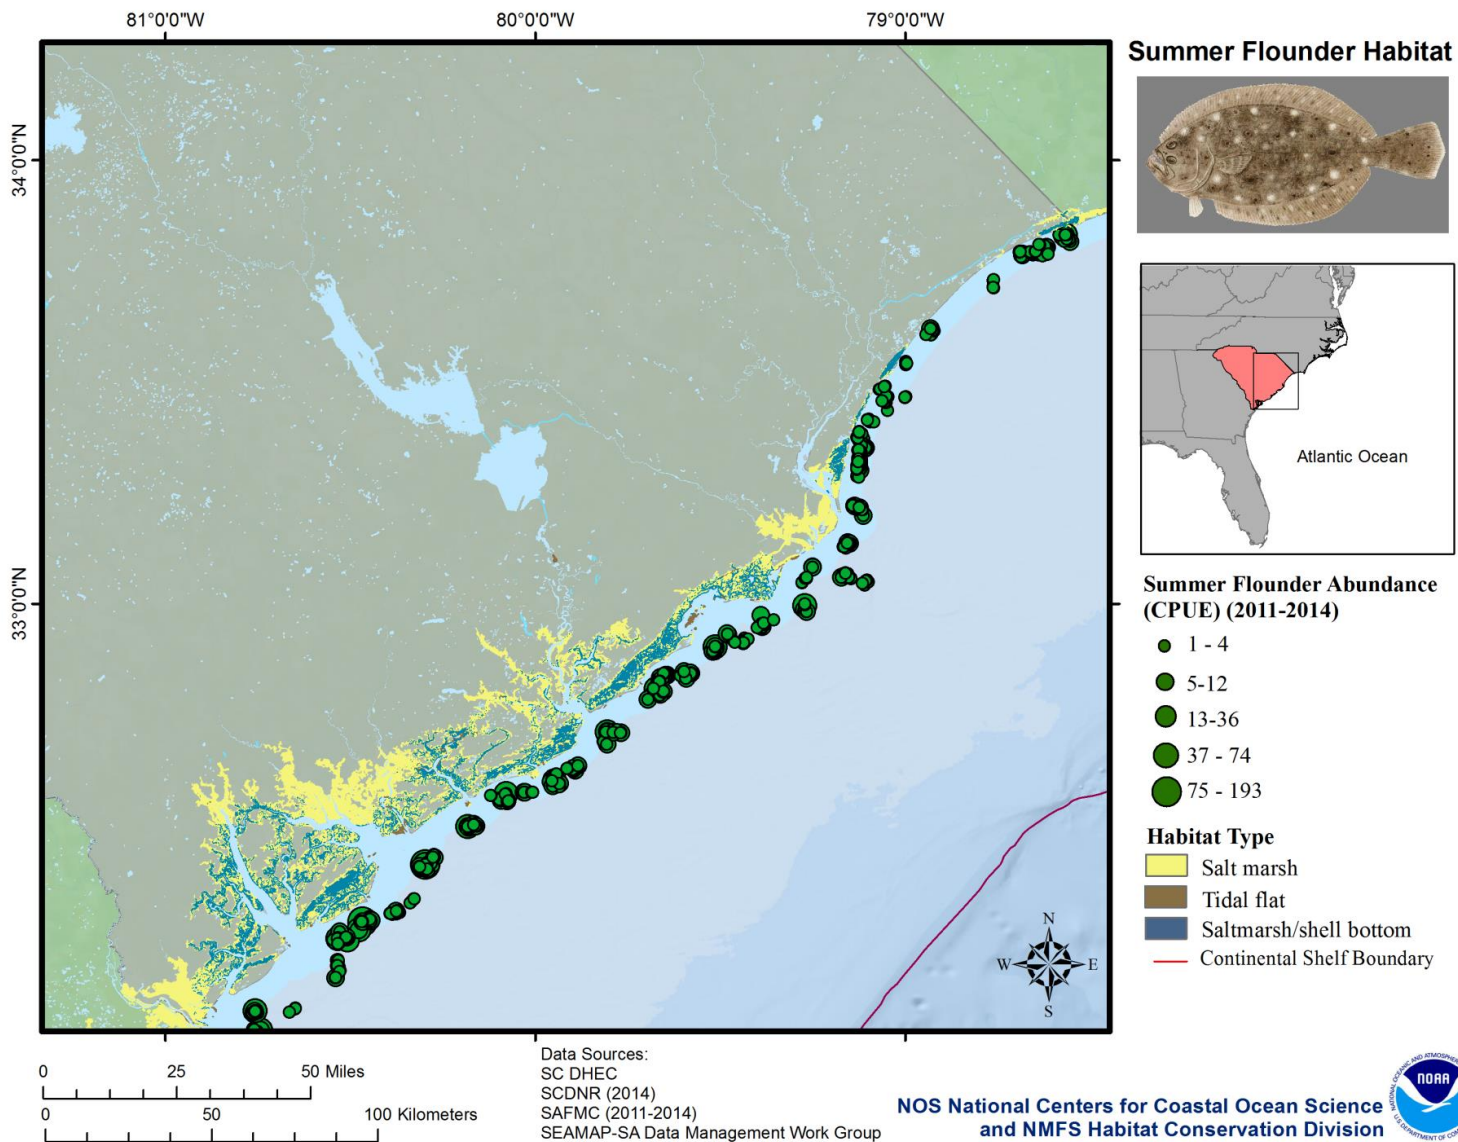 81°0'0"W
80°0'0"W
79°0'0"W
34°0'0"N
33°0'0"N
Summer Flounder Habitat
Atlantic Ocean
Summer Flounder Abundance
(CPUE) (2011-2014)
1 - 4
5-12
13-36
37 - 74
75 - 193
Habitat Type
Salt marsh
Tidal flat
Saltmarsh/shell bottom
Continental Shelf Boundary
N
W
E
S
0 25 50 Miles
0 50 100 Kilometers
Data Sources:
SC DHEC
SCDNR (2014)
SAFMC (2011-2014)
SEAMAP-SA Data Management Work Group
NOS National Centers for Coastal Ocean Science
and NMFS Habitat Conservation Division
NOAA